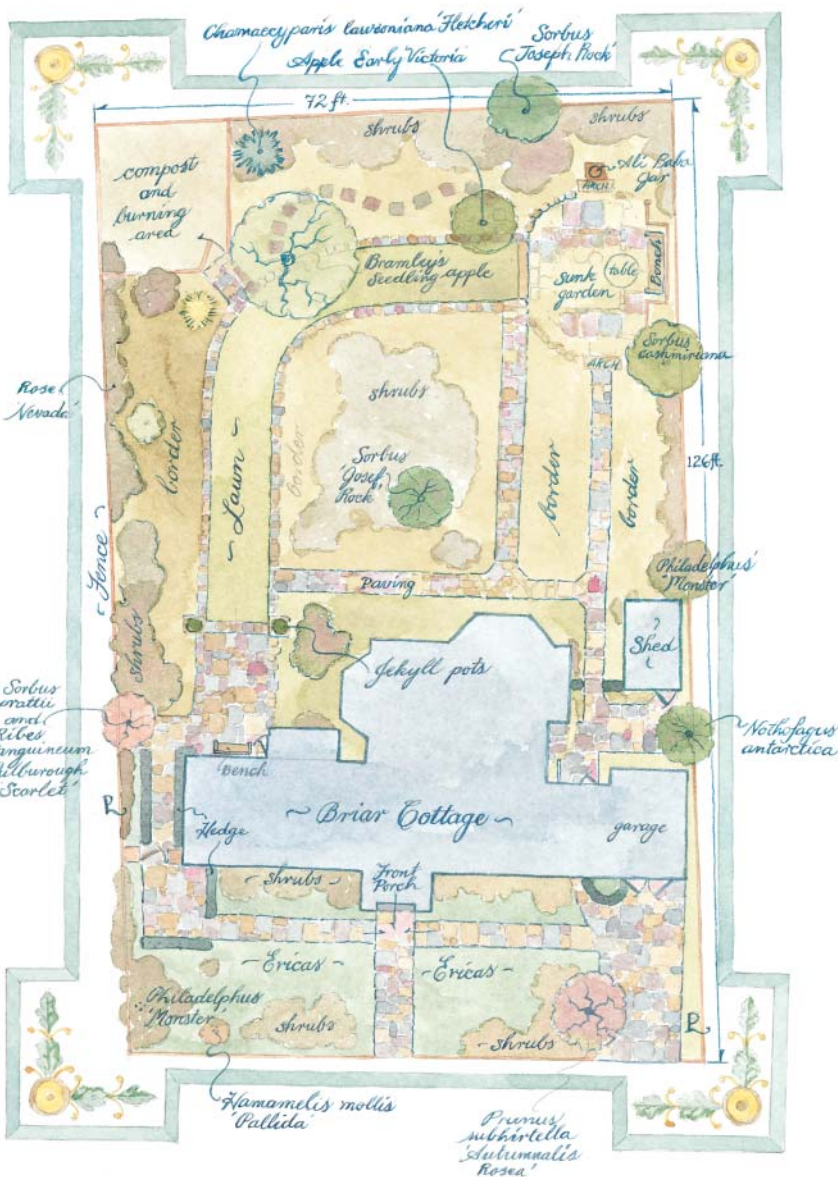 Chamaecyparis lawsoniana 'Fletcheri'
Apple Early Victoria
Sorbus
'Joseph Rock'
72 ft.
shrubs
shrubs
compost
and
burning
area
Ali Baba
jar
ARCH
Bramley's
seedling apple
Sunk
garden
table
Bench
Sorbus
cashmiriana
ARCH
Rose
'Nevada'
shrubs
border
Lawn
border
Sorbus
'Josef
Rock'
border
border
126ft.
Fence
Paving
Philadelphus
'Monster'
shrubs
Shed
Jekyll pots
Sorbus
and
Ribes
Scarlet'
Nothofagus
antarctica
Bench
Briar Cottage
garage
Hedge
shrubs
Front
Porch
- Ericas -
- Ericas -
Philadelphus
'Monster'
shrubs
- shrubs
Hamamelis mollis
'Pallida'
Prunus
subhirtella
'Autumnalis
Rosea'